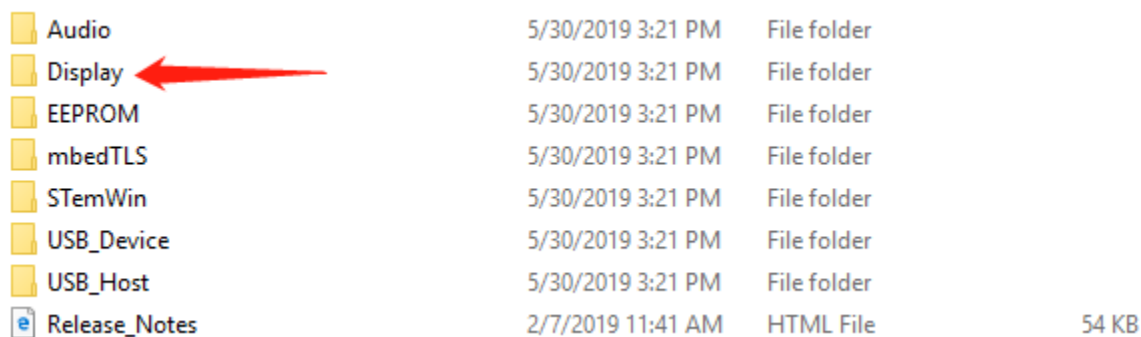 Audio 5/30/2019 3:21 PM File folder
Display 5/30/2019 3:21 PM File folder
EEPROM 5/30/2019 3:21 PM File folder
mbedTLS 5/30/2019 3:21 PM File folder
STemWin 5/30/2019 3:21 PM File folder
USB_Device 5/30/2019 3:21 PM File folder
USB_Host 5/30/2019 3:21 PM File folder
Release_Notes 2/7/2019 11:41 AM HTML File 54 KB